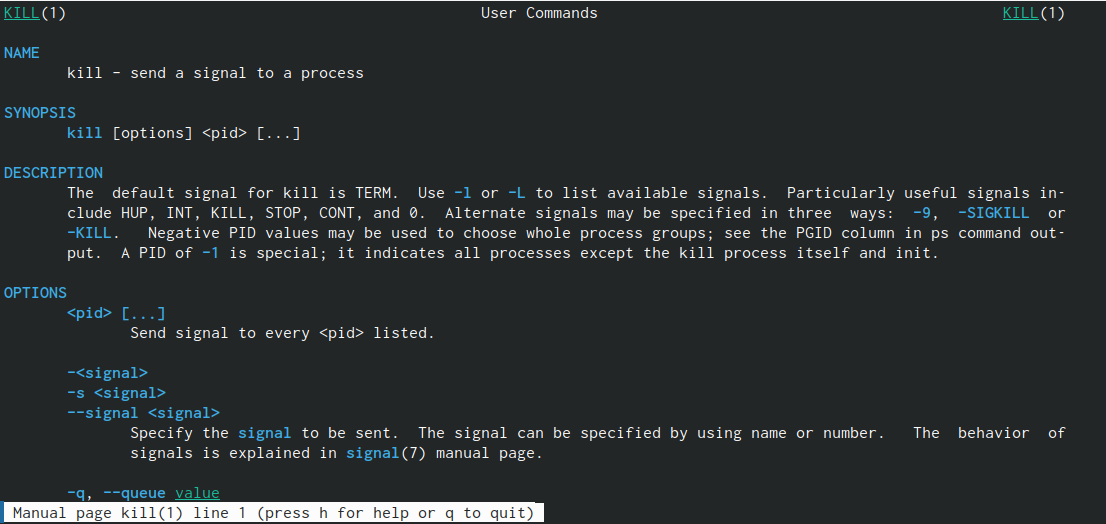 KILL(1) User Commands KILL(1)
NAME
kill - send a signal to a process
SYNOPSIS
kill [options] <pid> [...]
DESCRIPTION
The default signal for kill is TERM. Use -l or -L to list available signals. Particularly useful signals in-
clude HUP, INT, KILL, STOP, CONT, and 0. Alternate signals may be specified in three ways: -9, -SIGKILL or
-KILL. Negative PID values may be used to choose whole process groups; see the PGID column in ps command out-
put. A PID of -1 is special; it indicates all processes except the kill process itself and init.
OPTIONS
<pid> [...]
Send signal to every <pid> listed.
-<signal>
-s <signal>
--signal <signal>
Specify the signal to be sent. The signal can be specified by using name or number. The behavior of
signals is explained in signal(7) manual page.
-q, --queue value
Manual page kill(1) line 1 (press h for help or q to quit)